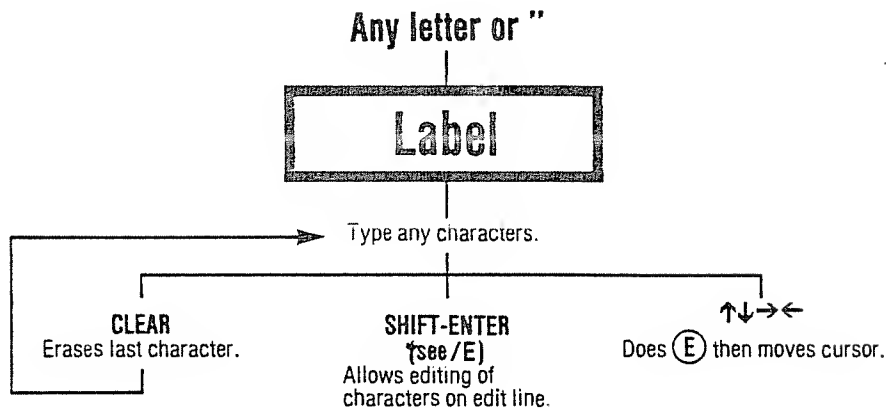 Any letter or "
Label
Type any characters.
CLEAR
Erases last character.
SHIFT-ENTER
(see /E)
Allows editing of
characters on edit line.
↑↓→←
Does Ⓔ then moves cursor.